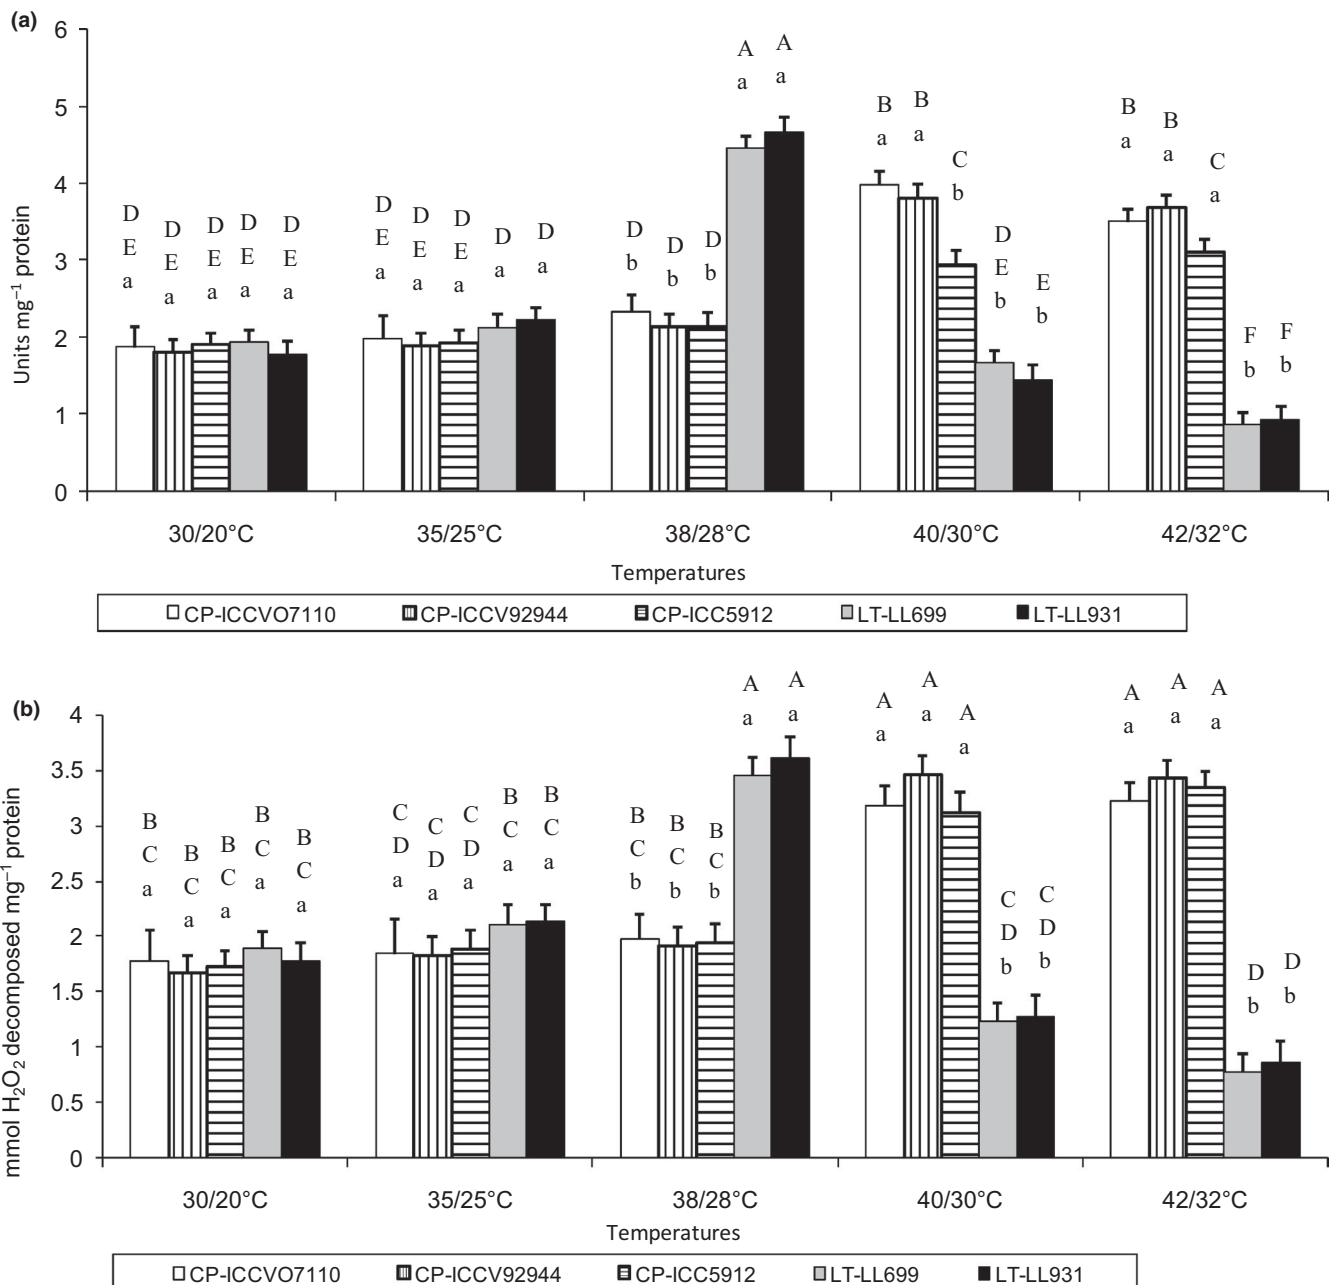 (a)
Units mg⁻¹ protein
6
5
4
3
2
1
0
D E a
D E a
D E a
D E a
D E a
D E a
D E a
D E a
D a
D a
D b
D b
D b
A a
A a
B a
B a
C b
D E b
E b
B a
B a
C a
F b
F b
30/20°C 35/25°C 38/28°C 40/30°C 42/32°C
Temperatures
CP-ICCVO7110 CP-ICCV92944 CP-ICC5912 LT-LL699 LT-LL931
(b)
mmol H₂O₂ decomposed mg⁻¹ protein
4
3.5
3
2.5
2
1.5
1
0.5
0
B C a
B C a
B C a
B C a
B C a
C D a
C D a
C D a
B C a
B C a
B C b
B C b
B C b
A a
A a
A a
A a
A a
C D b
C D b
A a
A a
A a
D b
D b
30/20°C 35/25°C 38/28°C 40/30°C 42/32°C
Temperatures
CP-ICCVO7110 CP-ICCV92944 CP-ICC5912 LT-LL699 LT-LL931